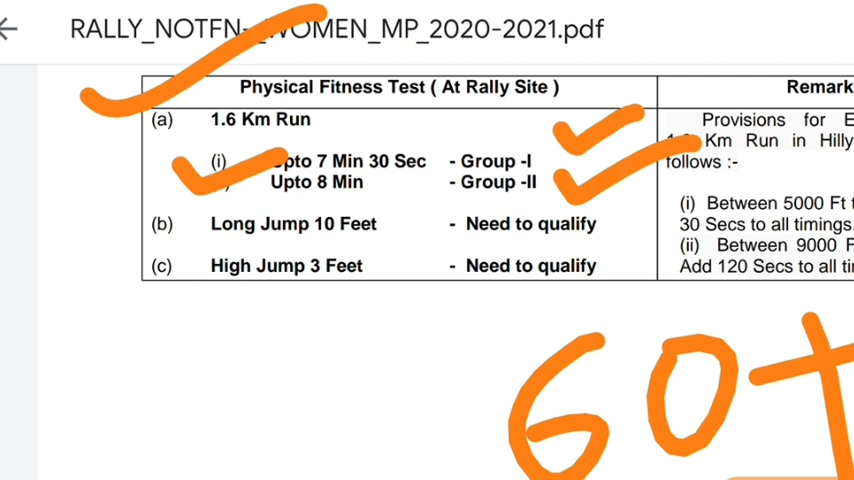 RALLY_NOTFN-_WOMEN_MP_2020-2021.pdf
Physical Fitness Test ( At Rally Site )
Remark
(a) 1.6 Km Run
(i) Upto 7 Min 30 Sec - Group -I
Upto 8 Min - Group -II
(b) Long Jump 10 Feet - Need to qualify
(c) High Jump 3 Feet - Need to qualify
Provisions for E
Km Run in Hilly
follows :-
(i) Between 5000 Ft t
30 Secs to all timings.
(ii) Between 9000 F
Add 120 Secs to all ti
60+